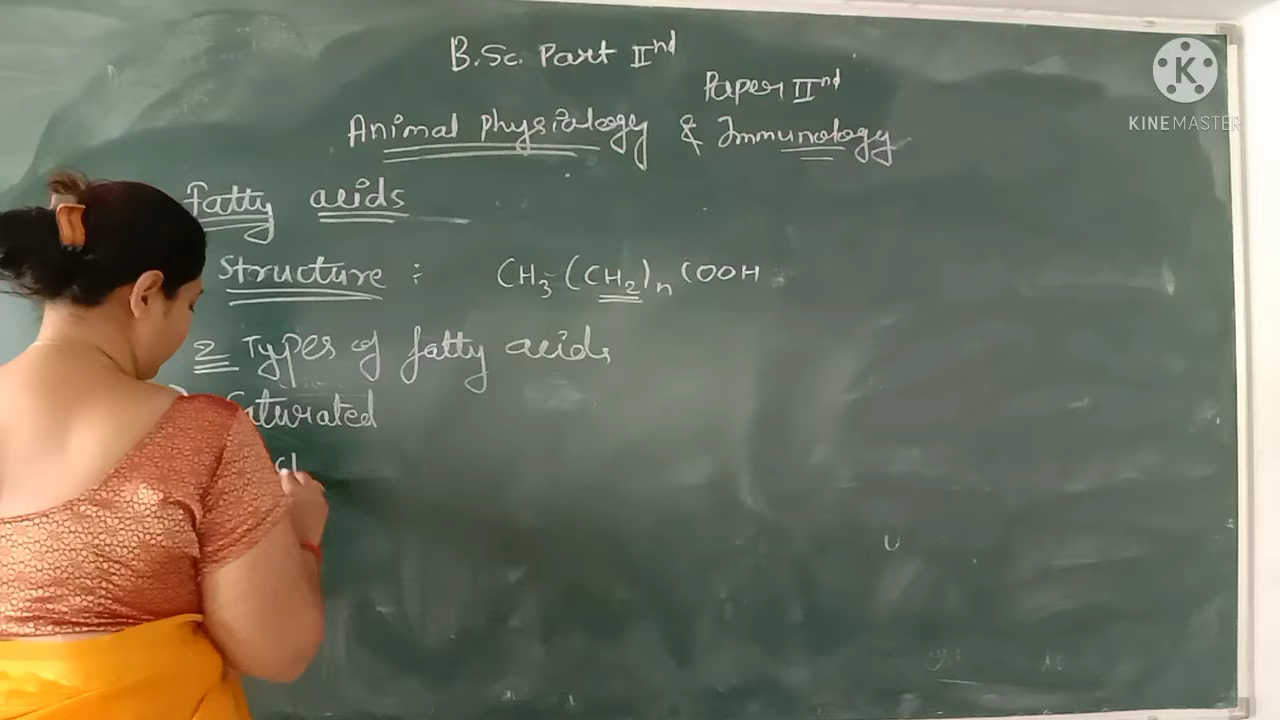 B.Sc. Part IInd
Paper IInd
Animal Physiology & Immunology
Fatty acids
Structure : CH3-(CH2)n COOH
2 Types of fatty acids
Saturated
K
KINEMASTER